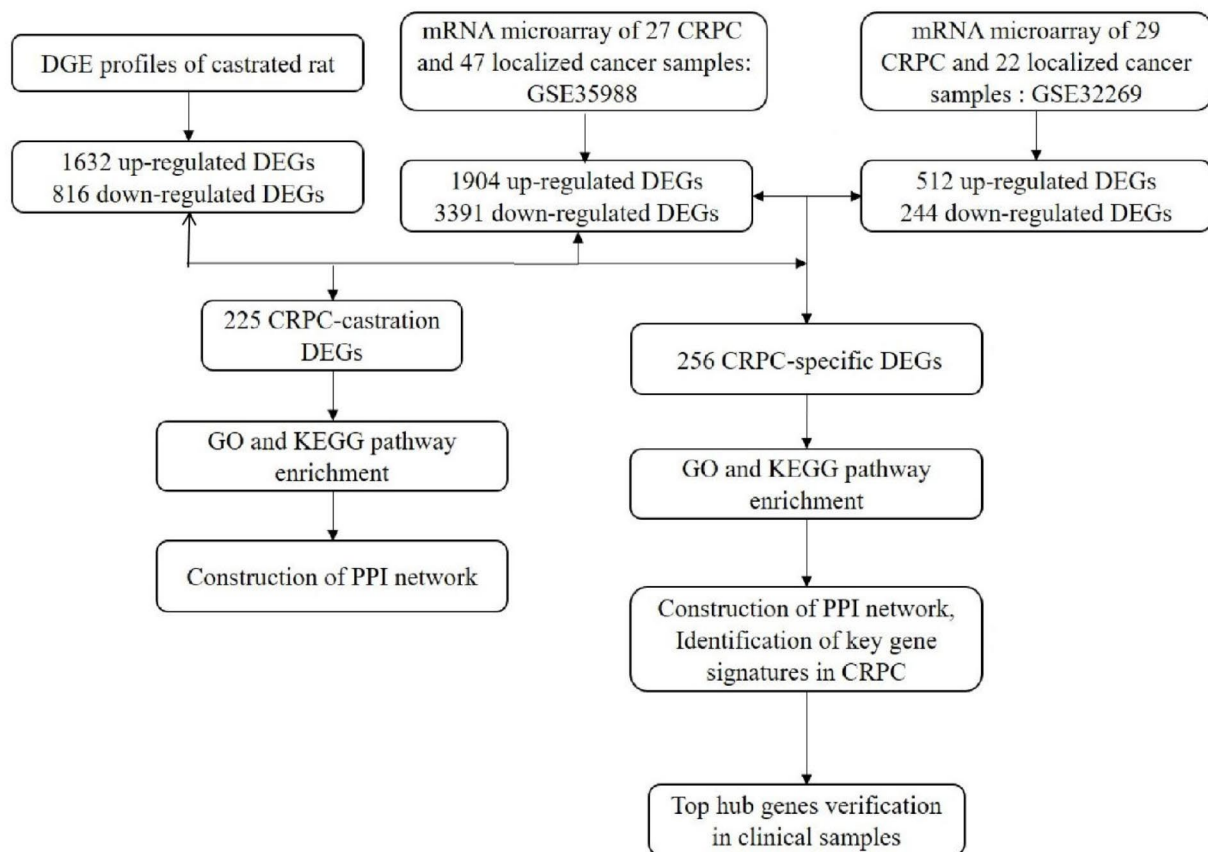 DGE profiles of castrated rat
mRNA microarray of 27 CRPC
and 47 localized cancer samples:
GSE35988
mRNA microarray of 29
CRPC and 22 localized cancer
samples : GSE32269
1632 up-regulated DEGs
816 down-regulated DEGs
1904 up-regulated DEGs
3391 down-regulated DEGs
512 up-regulated DEGs
244 down-regulated DEGs
225 CRPC-castration
DEGs
256 CRPC-specific DEGs
GO and KEGG pathway
enrichment
GO and KEGG pathway
enrichment
Construction of PPI network
Construction of PPI network,
Identification of key gene
signatures in CRPC
Top hub genes verification
in clinical samples